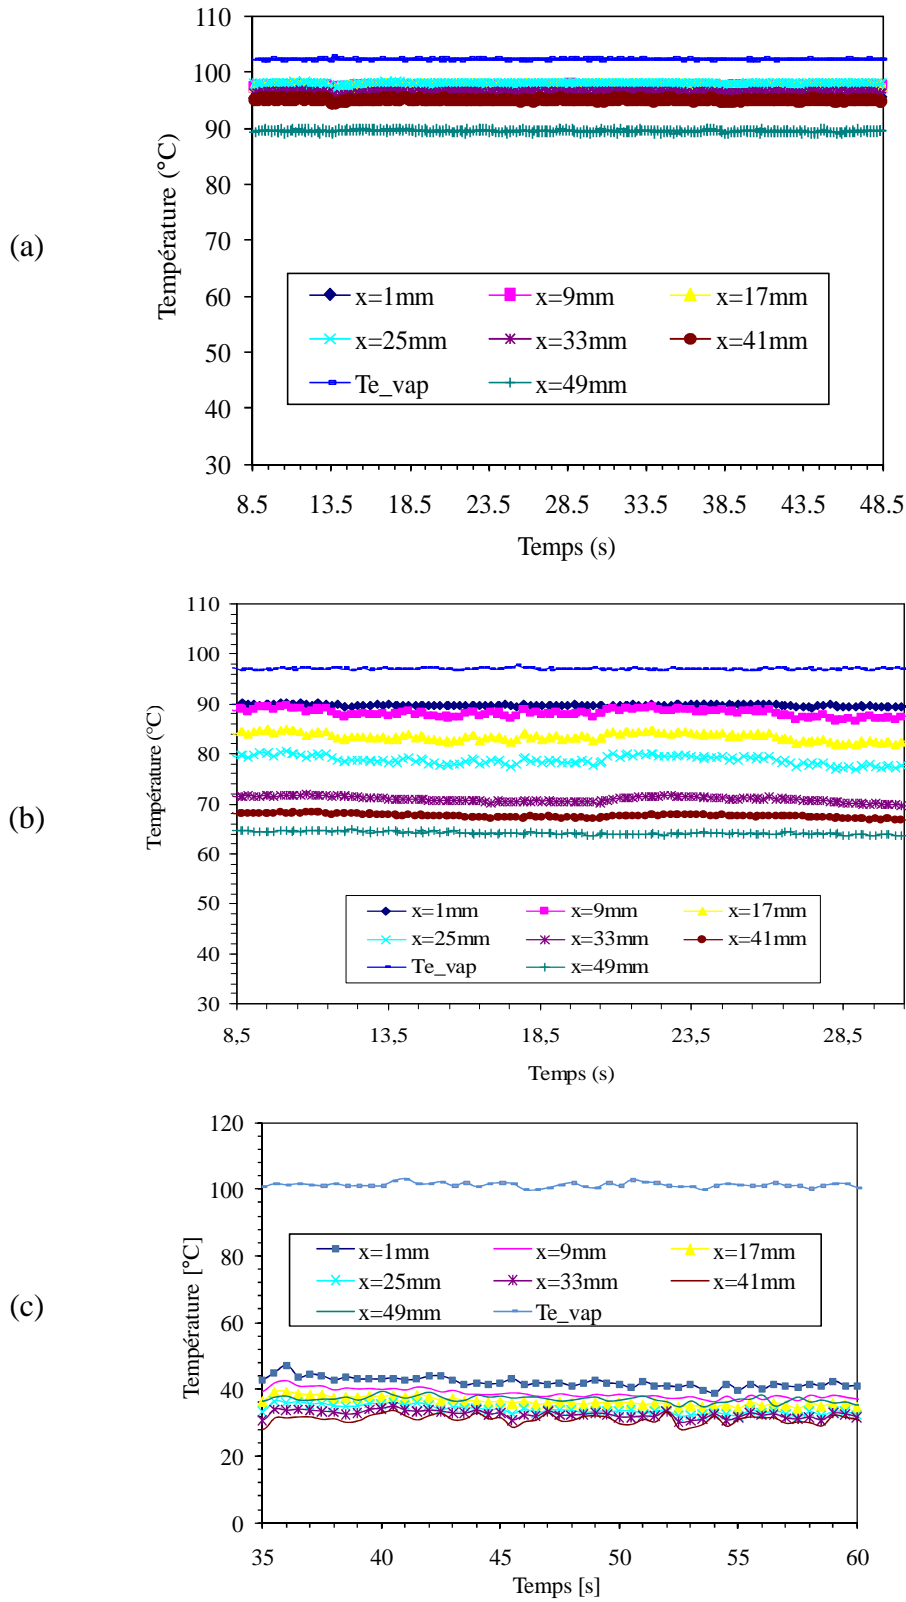 (a)
Température (°C)
110
100
90
80
70
60
50
40
30
x=1mm x=9mm x=17mm
x=25mm x=33mm x=41mm
Te_vap x=49mm
8.5 13.5 18.5 23.5 28.5 33.5 38.5 43.5 48.5
Temps (s)
(b)
Température (°C)
110
100
90
80
70
60
50
40
30
x=1mm x=9mm x=17mm
x=25mm x=33mm x=41mm
Te_vap x=49mm
8,5 13,5 18,5 23,5 28,5
Temps (s)
(c)
Température [°C]
120
100
80
60
40
20
0
x=1mm x=9mm x=17mm
x=25mm x=33mm x=41mm
x=49mm Te_vap
35 40 45 50 55 60
Temps [s]